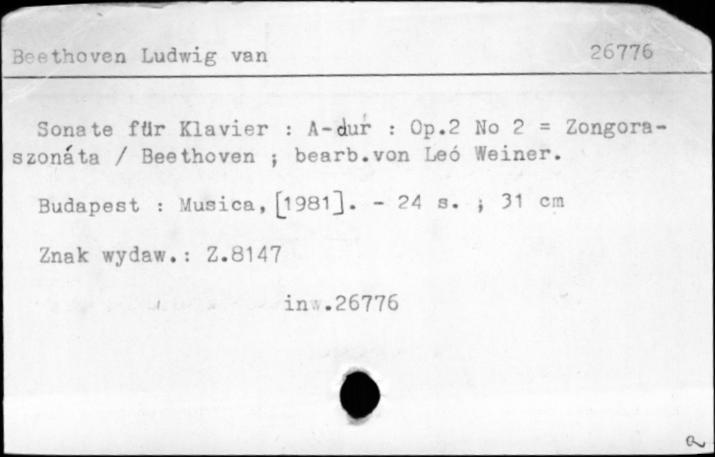 Beethoven Ludwig van 26776
Sonate für Klavier : A-dur : Op.2 No 2 = Zongora-
szonáta / Beethoven ; bearb.von Leó Weiner.
Budapest : Musica, [1981]. - 24 s. ; 31 cm
Znak wydaw.: Z.8147
inw.26776